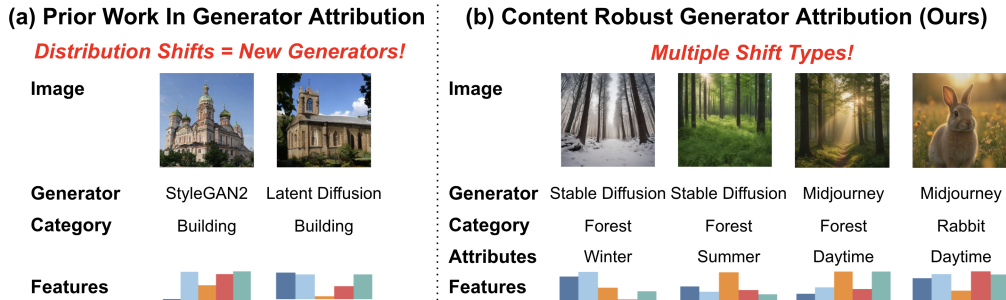 (a) Prior Work In Generator Attribution
Distribution Shifts = New Generators!
Image
Generator StyleGAN2 Latent Diffusion
Category Building Building
Features
(b) Content Robust Generator Attribution (Ours)
Multiple Shift Types!
Image
Generator Stable Diffusion Stable Diffusion Midjourney Midjourney
Category Forest Forest Forest Rabbit
Attributes Winter Summer Daytime Daytime
Features